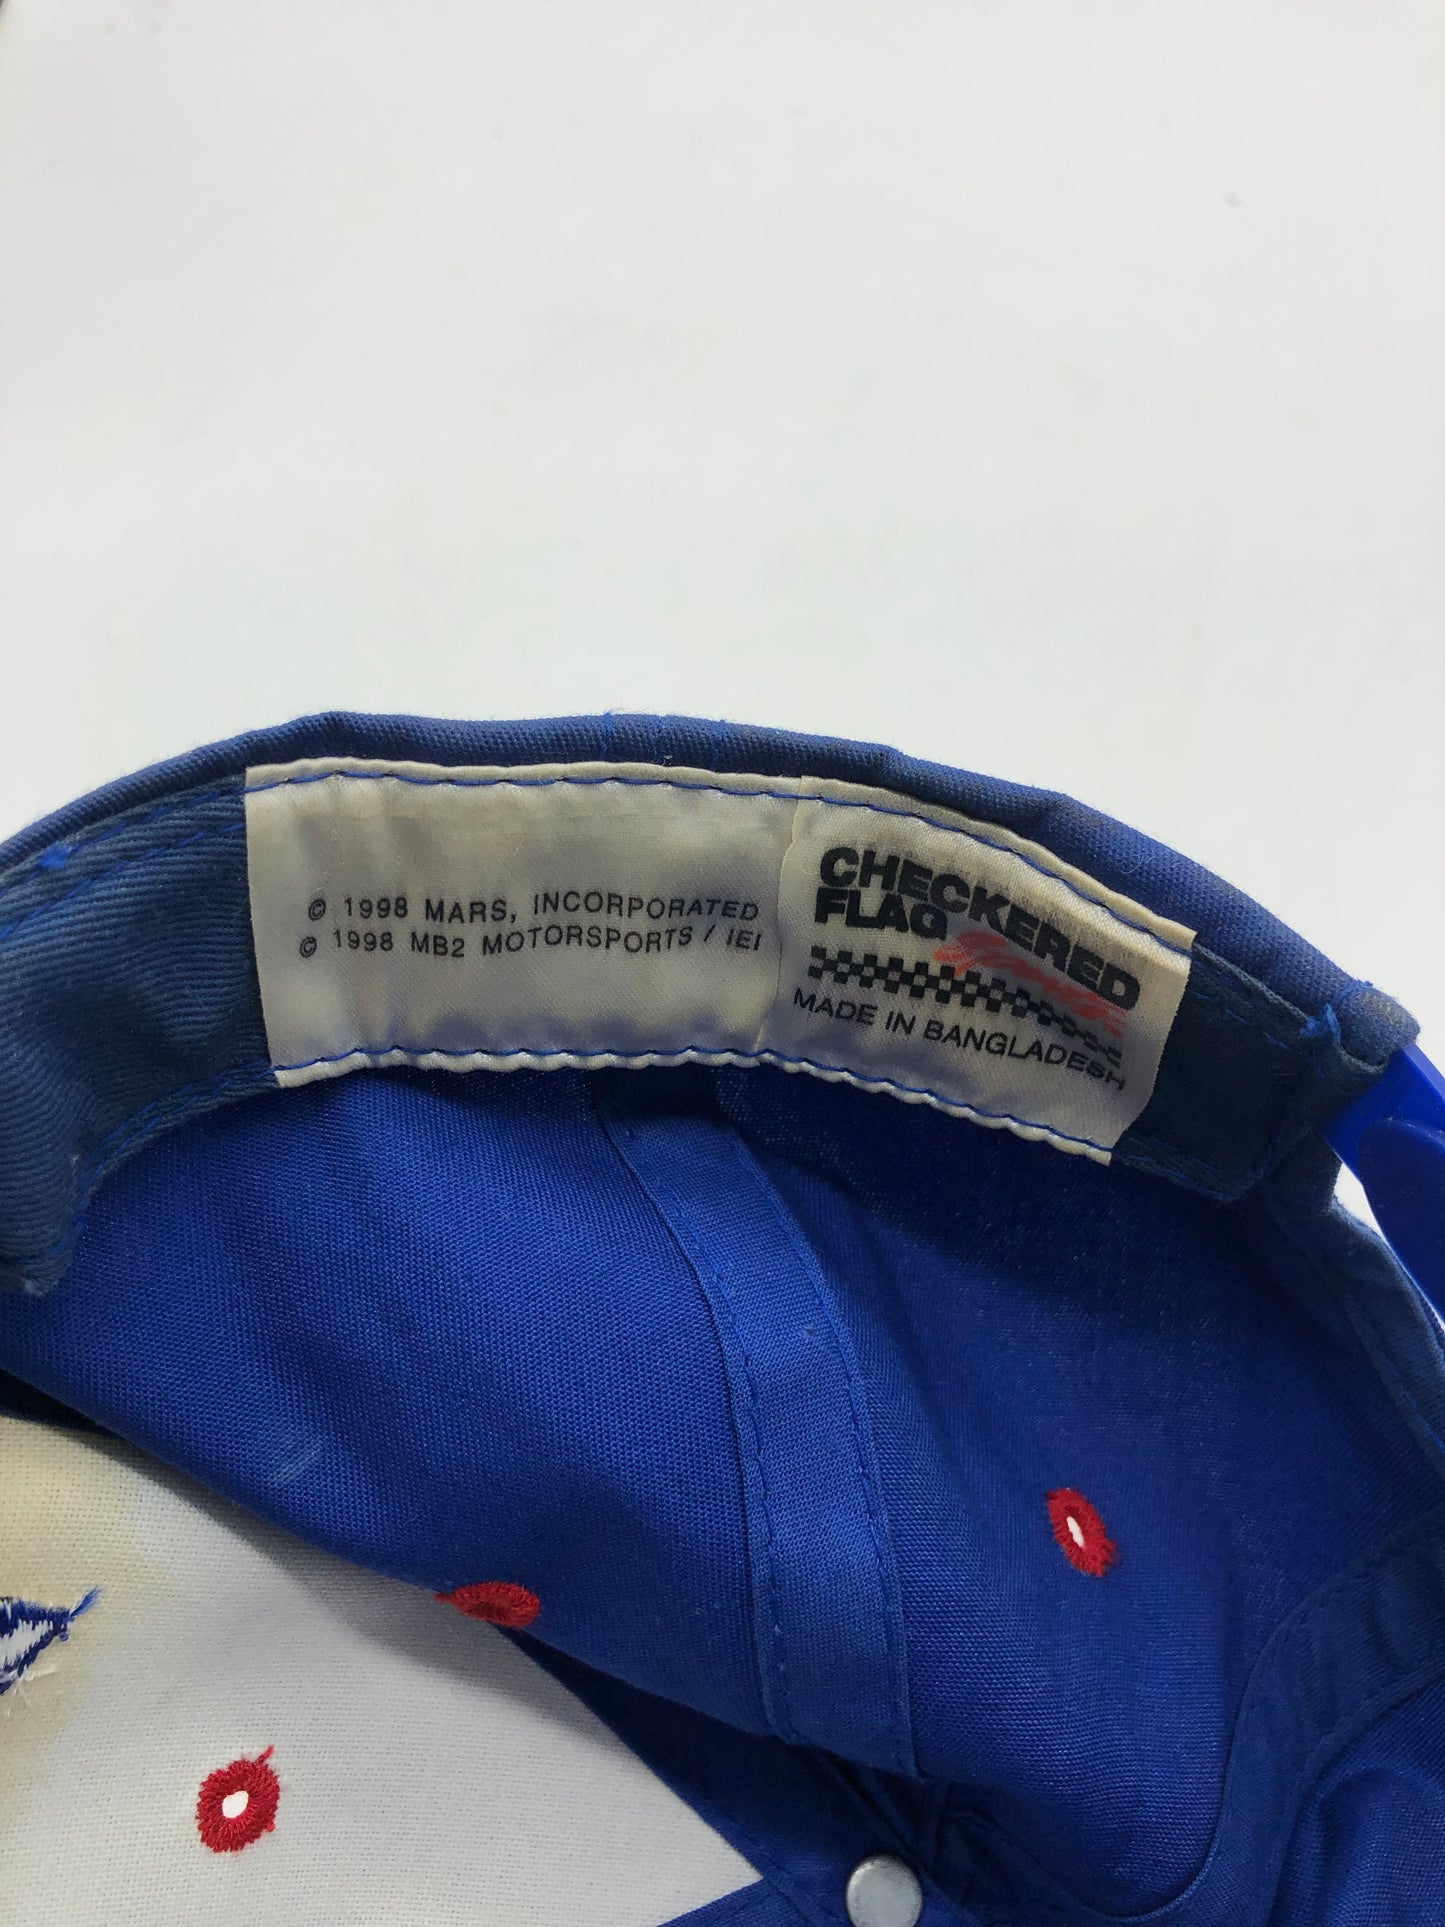 © 1998 MARS, INCORPORATED
© 1998 MB2 MOTORSPORTS / IEI
CHECKERED
FLAG
MADE IN BANGLADESH